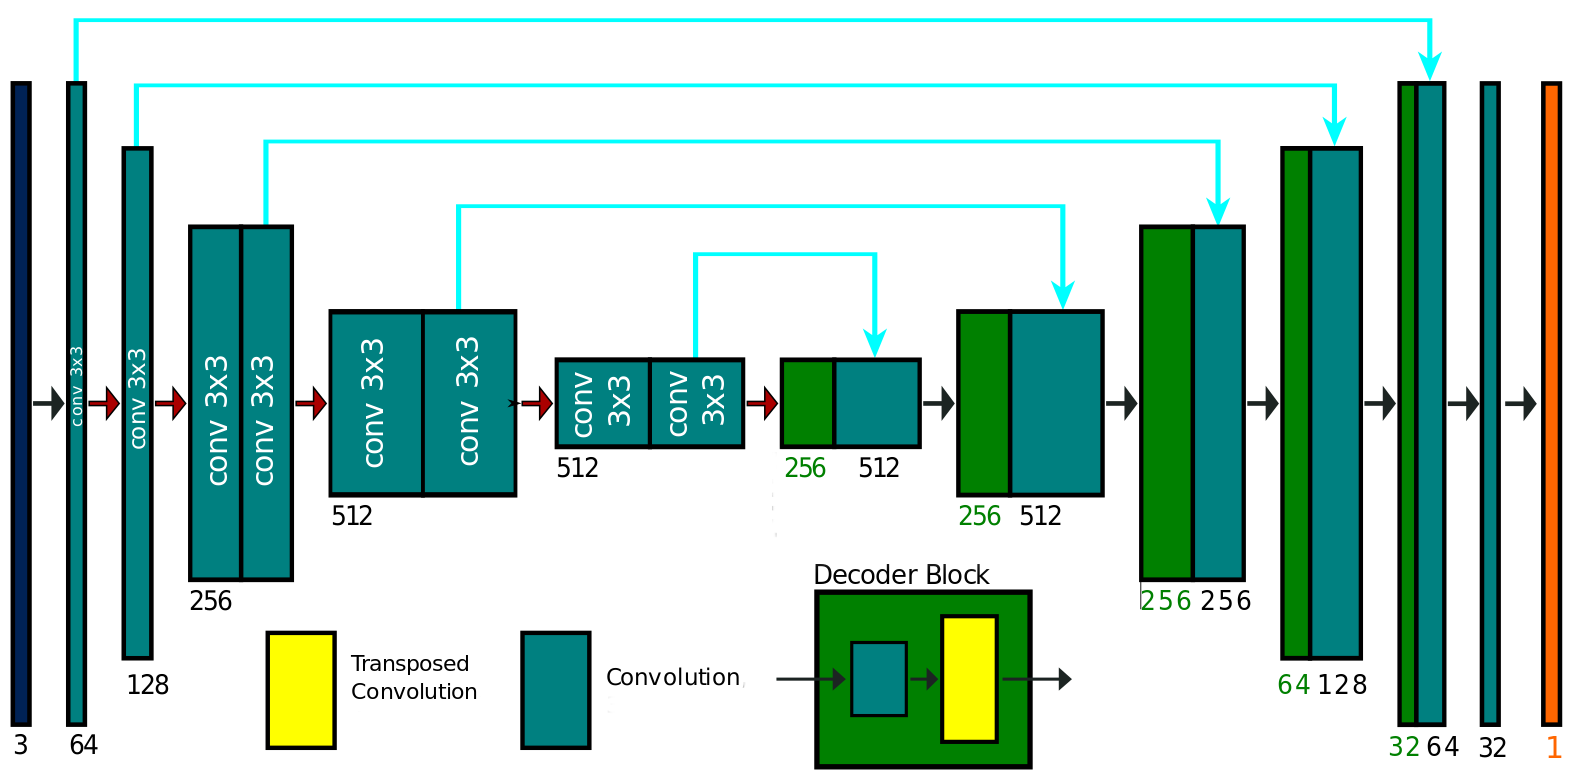 conv 3x3
conv 3x3
conv 3x3
conv 3x3
conv 3x3
conv 3x3
conv
3x3
conv
3x3
512
256 512
512
256 512
256
256 256
128
64 128
3
64
32 64
32
1
Decoder Block
Transposed
Convolution
Convolution